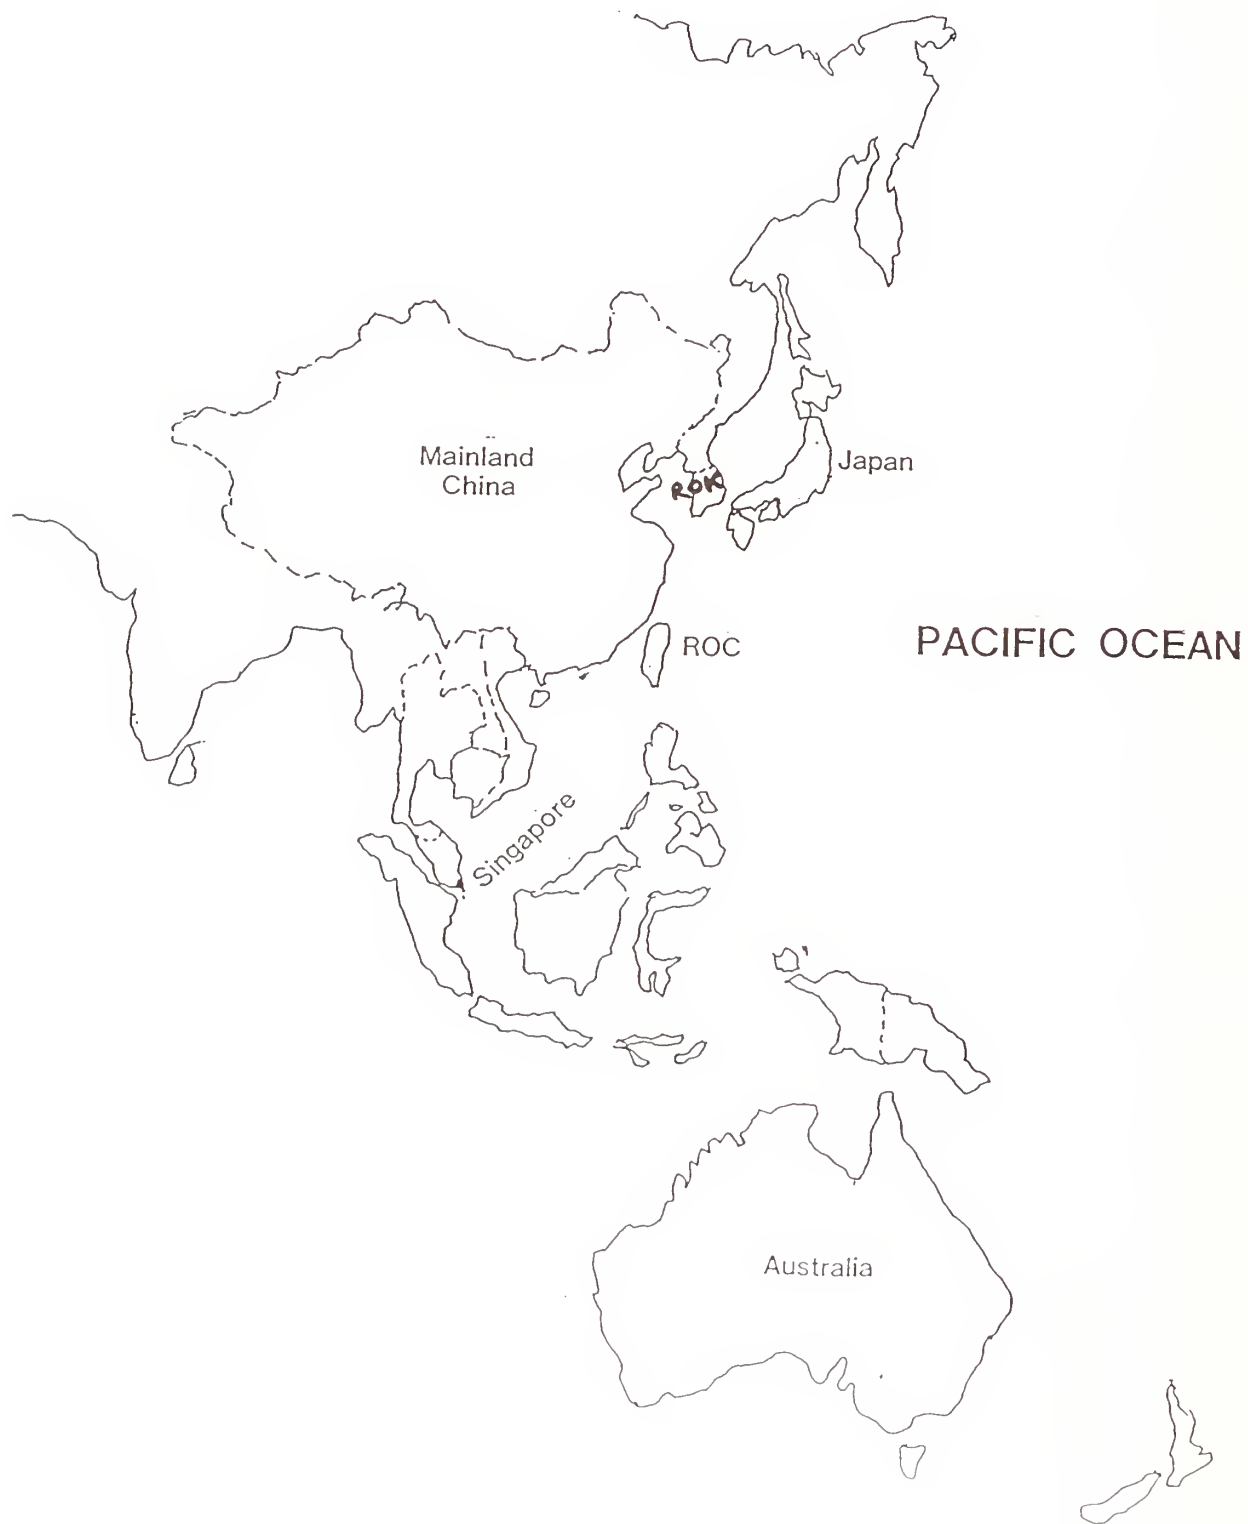 Mainland
China
Japan
ROK
ROC
PACIFIC OCEAN
Singapore
Australia